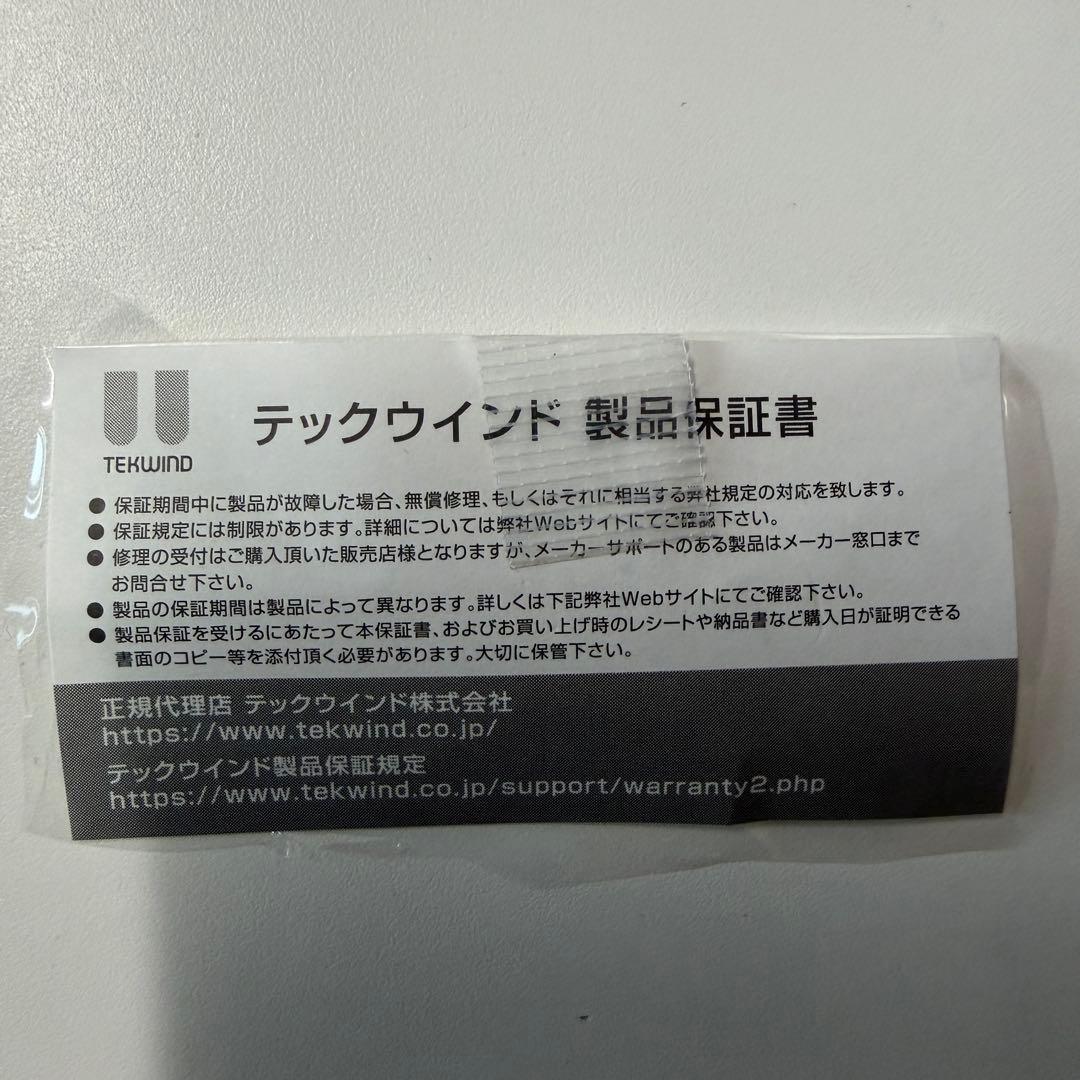 TEKWIND
テックウインド 製品保証書
● 保証期間中に製品が故障した場合、無償修理、もしくはそれに相当する弊社規定の対応を致します。
● 保証規定には制限があります。詳細については弊社Webサイトにてご確認下さい。
● 修理の受付はご購入頂いた販売店様となりますが、メーカーサポートのある製品はメーカー窓口まで
お問合せ下さい。
● 製品の保証期間は製品によって異なります。詳しくは下記弊社Webサイトにてご確認下さい。
● 製品保証を受けるにあたって本保証書、およびお買い上げ時のレシートや納品書など購入日が証明できる
書面のコピー等を添付頂く必要があります。大切に保管下さい。
正規代理店 テックウインド株式会社
https://www.tekwind.co.jp/
テックウインド製品保証規定
https://www.tekwind.co.jp/support/warranty2.php